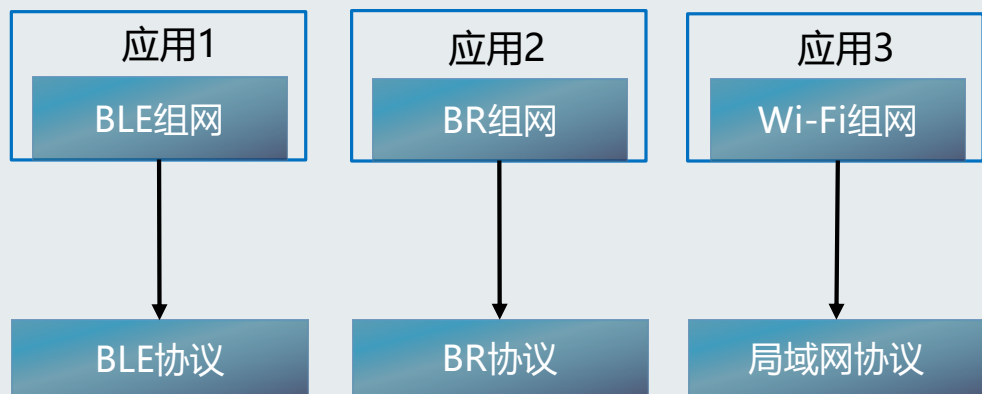 应用1
BLE组网
应用2
BR组网
应用3
Wi-Fi组网
BLE协议
BR协议
局域网协议